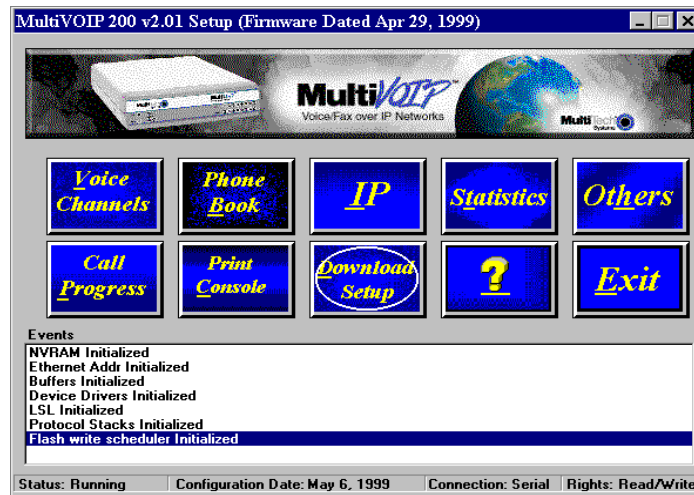 MultiVOIP 200 v2.01 Setup (Firmware Dated Apr 29, 1999)
MultiVOIP™
Voice/Fax over IP Networks
MultiTech
Systems
Voice
Channels
Phone
Book
IP
Statistics
Others
Call
Progress
Print
Console
Download
Setup
?
Exit
Events
NVRAM Initialized
Ethernet Addr Initialized
Buffers Initialized
Device Drivers Initialized
LSL Initialized
Protocol Stacks Initialized
Flash write scheduler Initialized
Status: Running Configuration Date: May 6, 1999 Connection: Serial Rights: Read/Write